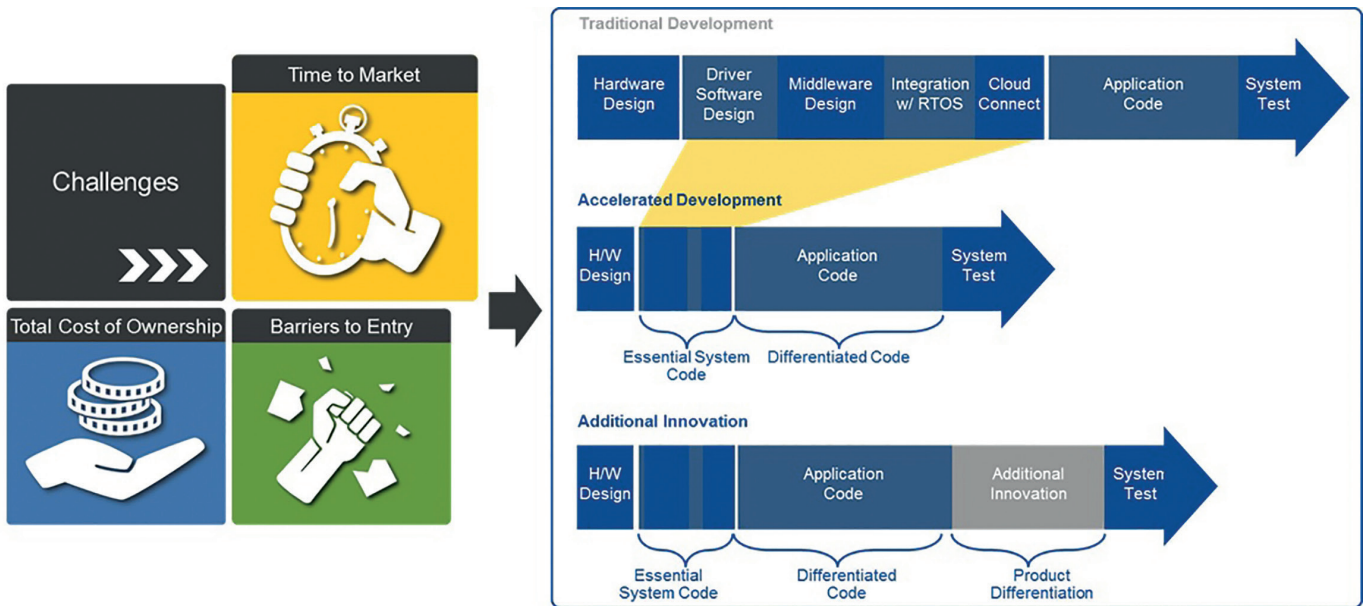 Challenges
Time to Market
Total Cost of Ownership
Barriers to Entry
Traditional Development
Hardware
Design
Driver
Software
Design
Middleware
Design
Integration
w/ RTOS
Cloud
Connect
Application
Code
System
Test
Accelerated Development
H/W
Design
Application
Code
System
Test
Essential System
Code
Differentiated Code
Additional Innovation
H/W
Design
Application
Code
Additional
Innovation
System
Test
Essential
System Code
Differentiated
Code
Product
Differentiation